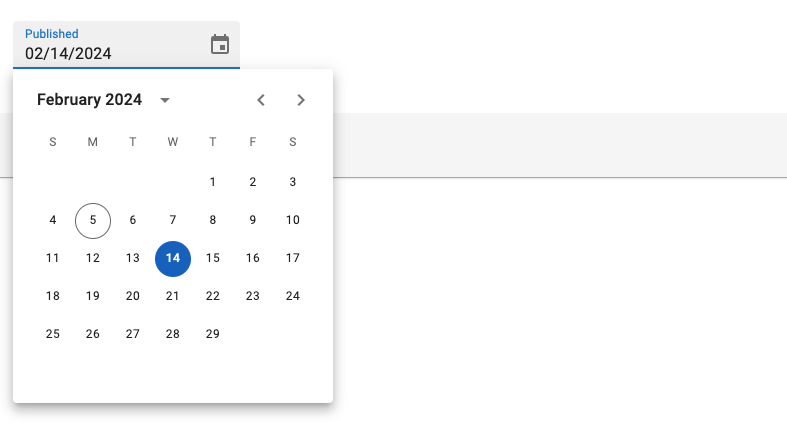 Published
02/14/2024
February 2024
S M T W T F S
1 2 3
4 5 6 7 8 9 10
11 12 13 14 15 16 17
18 19 20 21 22 23 24
25 26 27 28 29